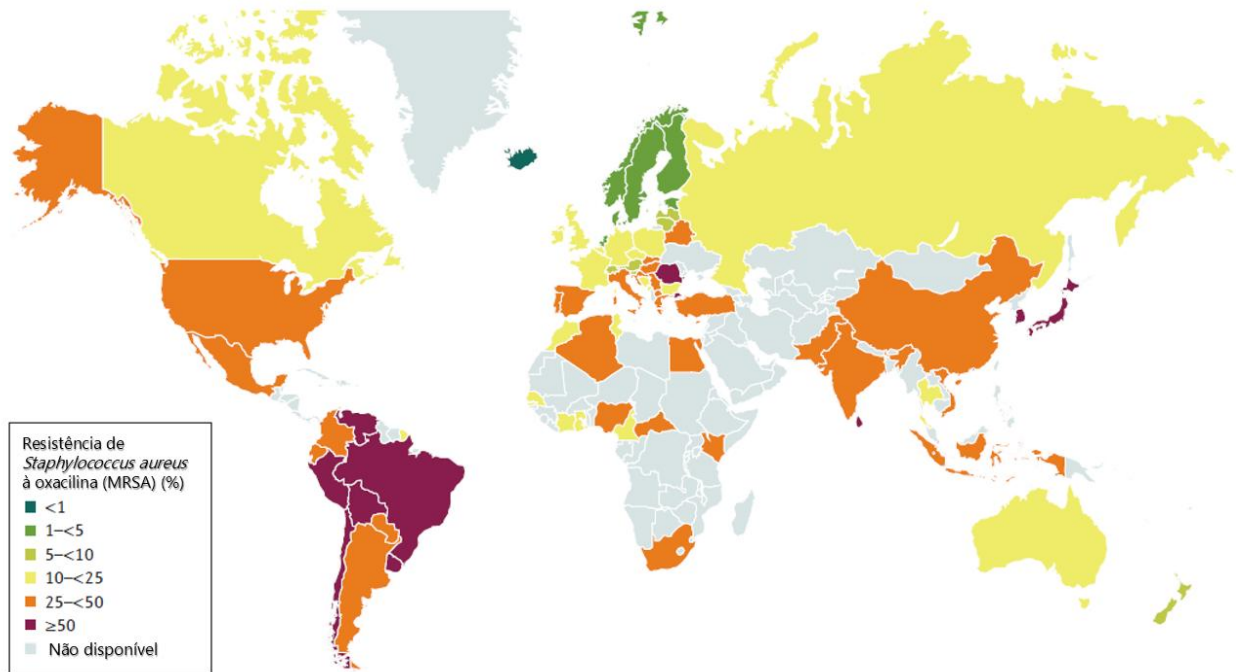 Resistência de
Staphylococcus aureus
à oxacilina (MRSA) (%)
<1
1–<5
5–<10
10–<25
25–<50
≥50
Não disponível